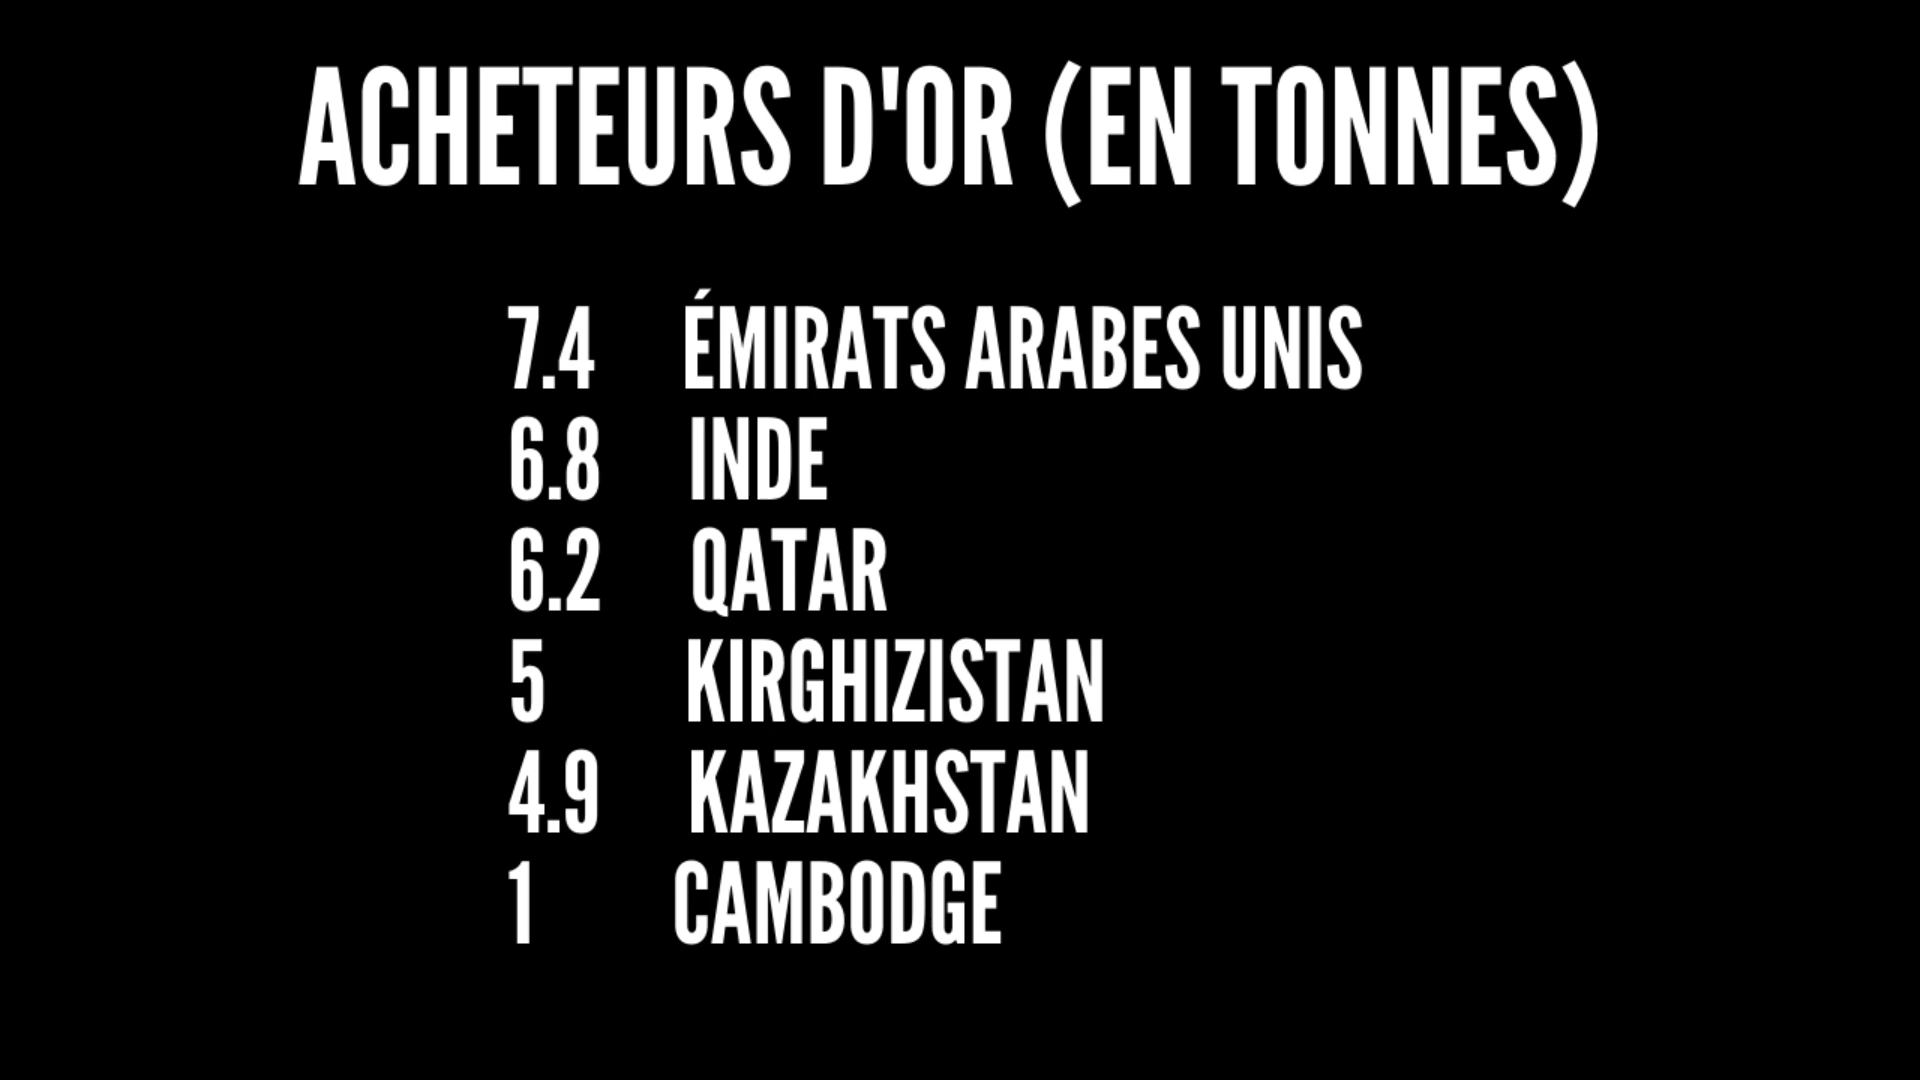 ACHETEURS D'OR (EN TONNES)
7.4 ÉMIRATS ARABES UNIS
6.8 INDE
6.2 QATAR
5 KIRGHIZISTAN
4.9 KAZAKHSTAN
1 CAMBODGE